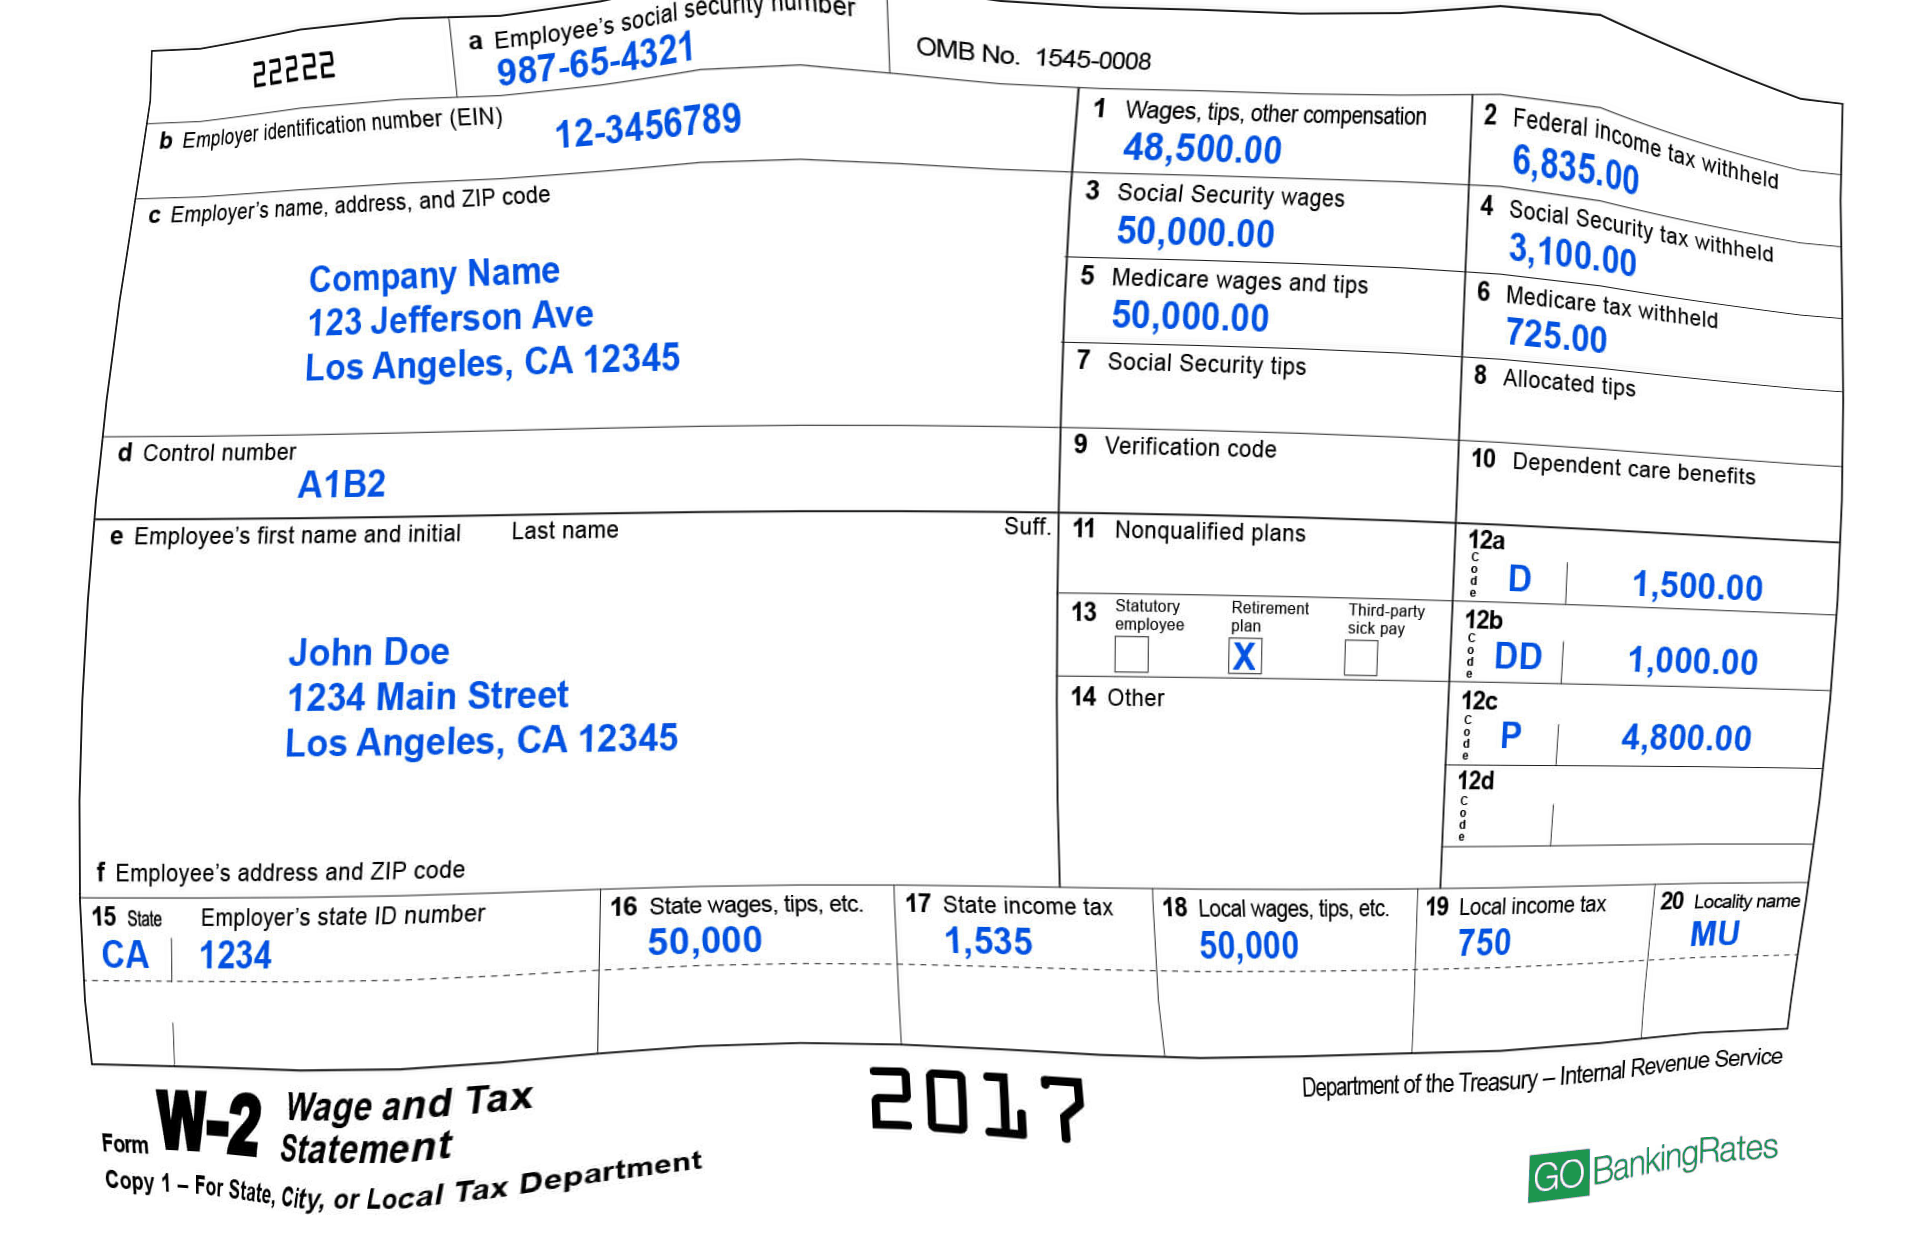 22222
a Employee's social security number
987-65-4321
OMB No. 1545-0008
b Employer identification number (EIN)
12-3456789
1 Wages, tips, other compensation
48,500.00
2 Federal income tax withheld
6,835.00
c Employer's name, address, and ZIP code
Company Name
123 Jefferson Ave
Los Angeles, CA 12345
3 Social Security wages
50,000.00
4 Social Security tax withheld
3,100.00
5 Medicare wages and tips
50,000.00
6 Medicare tax withheld
725.00
7 Social Security tips
8 Allocated tips
d Control number
A1B2
9 Verification code
10 Dependent care benefits
e Employee's first name and initial Last name Suff.
John Doe
1234 Main Street
Los Angeles, CA 12345
f Employee's address and ZIP code
11 Nonqualified plans
12a
Code D 1,500.00
13 Statutory employee Retirement plan Third-party sick pay
X
12b
Code DD 1,000.00
14 Other
12c
Code P 4,800.00
12d
Code
15 State Employer's state ID number
CA 1234
16 State wages, tips, etc.
50,000
17 State income tax
1,535
18 Local wages, tips, etc.
50,000
19 Local income tax
750
20 Locality name
MU
Form W-2 Wage and Tax
Statement
Copy 1 – For State, City, or Local Tax Department
2017
Department of the Treasury – Internal Revenue Service
GOBankingRates